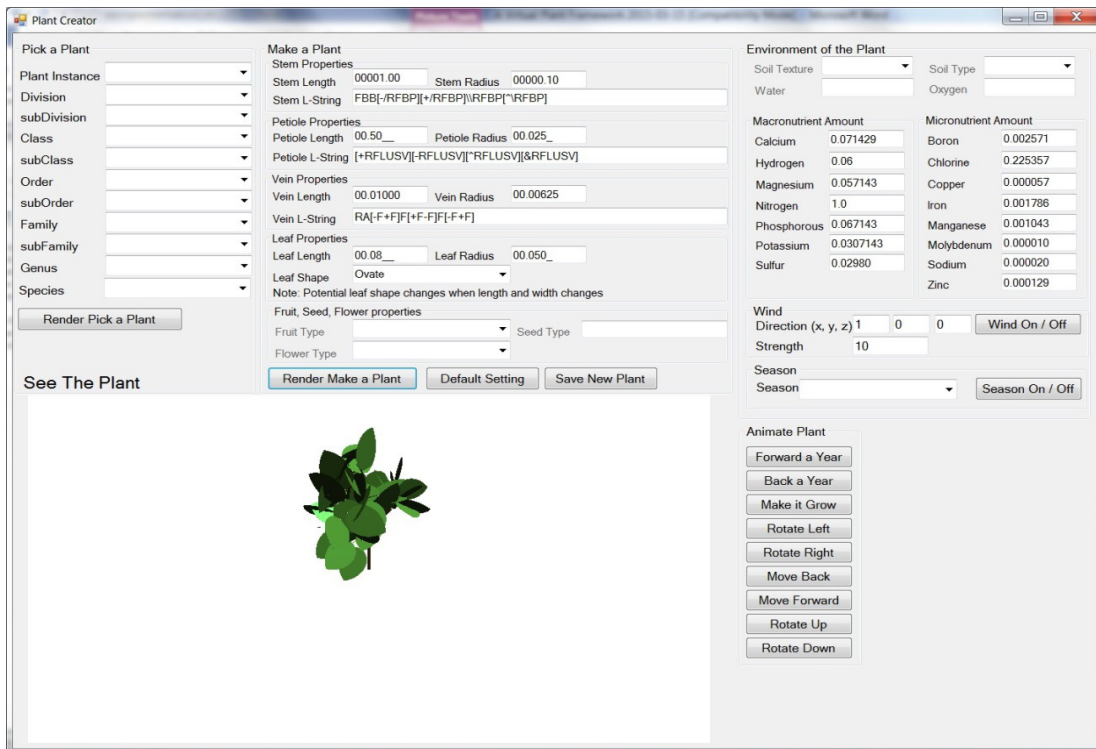 Plant Creator
Pick a Plant
Plant Instance
Division
subDivision
Class
subClass
Order
subOrder
Family
subFamily
Genus
Species
Render Pick a Plant
See The Plant
Make a Plant
Stem Properties
Stem Length 00001.00 Stem Radius 00000.10
Stem L-String FBB[-/RFBP][+/RFBP]\\RFBP[^\RFBP]
Petiole Properties
Petiole Length 00.50__ Petiole Radius 00.025_
Petiole L-String [+RFLUSV][-RFLUSV][^RFLUSV][&RFLUSV]
Vein Properties
Vein Length 00.01000 Vein Radius 00.00625
Vein L-String RA[-F+F]F[+F-F]F[-F+F]
Leaf Properties
Leaf Length 00.08__ Leaf Radius 00.050_
Leaf Shape Ovate
Note: Potential leaf shape changes when length and width changes
Fruit, Seed, Flower properties
Fruit Type Seed Type
Flower Type
Render Make a Plant Default Setting Save New Plant
Environment of the Plant
Soil Texture Soil Type
Water Oxygen
Macronutrient Amount
Calcium 0.071429
Hydrogen 0.06
Magnesium 0.057143
Nitrogen 1.0
Phosphorous 0.067143
Potassium 0.0307143
Sulfur 0.02980
Micronutrient Amount
Boron 0.002571
Chlorine 0.225357
Copper 0.000057
Iron 0.001786
Manganese 0.001043
Molybdenum 0.000010
Sodium 0.000020
Zinc 0.000129
Wind
Direction (x, y, z) 1 0 0 Wind On / Off
Strength 10
Season
Season Season On / Off
Animate Plant
Forward a Year
Back a Year
Make it Grow
Rotate Left
Rotate Right
Move Back
Move Forward
Rotate Up
Rotate Down